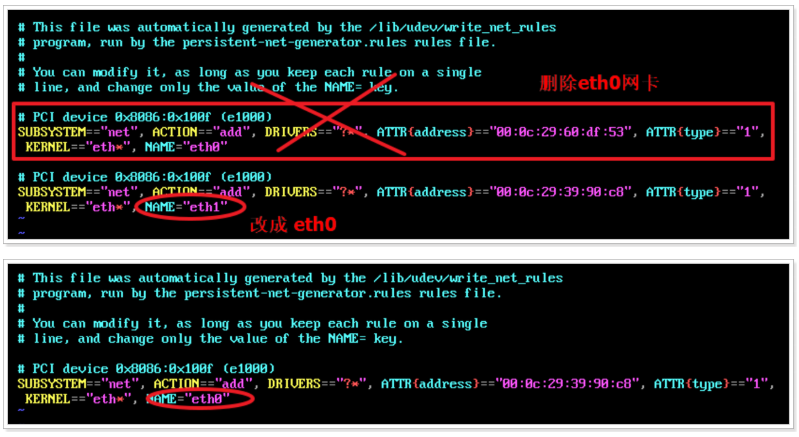 # This file was automatically generated by the /lib/udev/write_net_rules
# program, run by the persistent-net-generator.rules rules file.
#
# You can modify it, as long as you keep each rule on a single
# line, and change only the value of the NAME= key.
删除eth0网卡
# PCI device 0x8086:0x100f (e1000)
SUBSYSTEM=="net", ACTION=="add", DRIVERS=="?*", ATTR{address}=="00:0c:29:60:df:53", ATTR{type}=="1",
KERNEL=="eth*", NAME="eth0"
# PCI device 0x8086:0x100f (e1000)
SUBSYSTEM=="net", ACTION=="add", DRIVERS=="?*", ATTR{address}=="00:0c:29:39:90:c8", ATTR{type}=="1",
KERNEL=="eth*", NAME="eth1"
~
改成 eth0
~
# This file was automatically generated by the /lib/udev/write_net_rules
# program, run by the persistent-net-generator.rules rules file.
#
# You can modify it, as long as you keep each rule on a single
# line, and change only the value of the NAME= key.
# PCI device 0x8086:0x100f (e1000)
SUBSYSTEM=="net", ACTION=="add", DRIVERS=="?*", ATTR{address}=="00:0c:29:39:90:c8", ATTR{type}=="1",
KERNEL=="eth*", NAME="eth0"
~